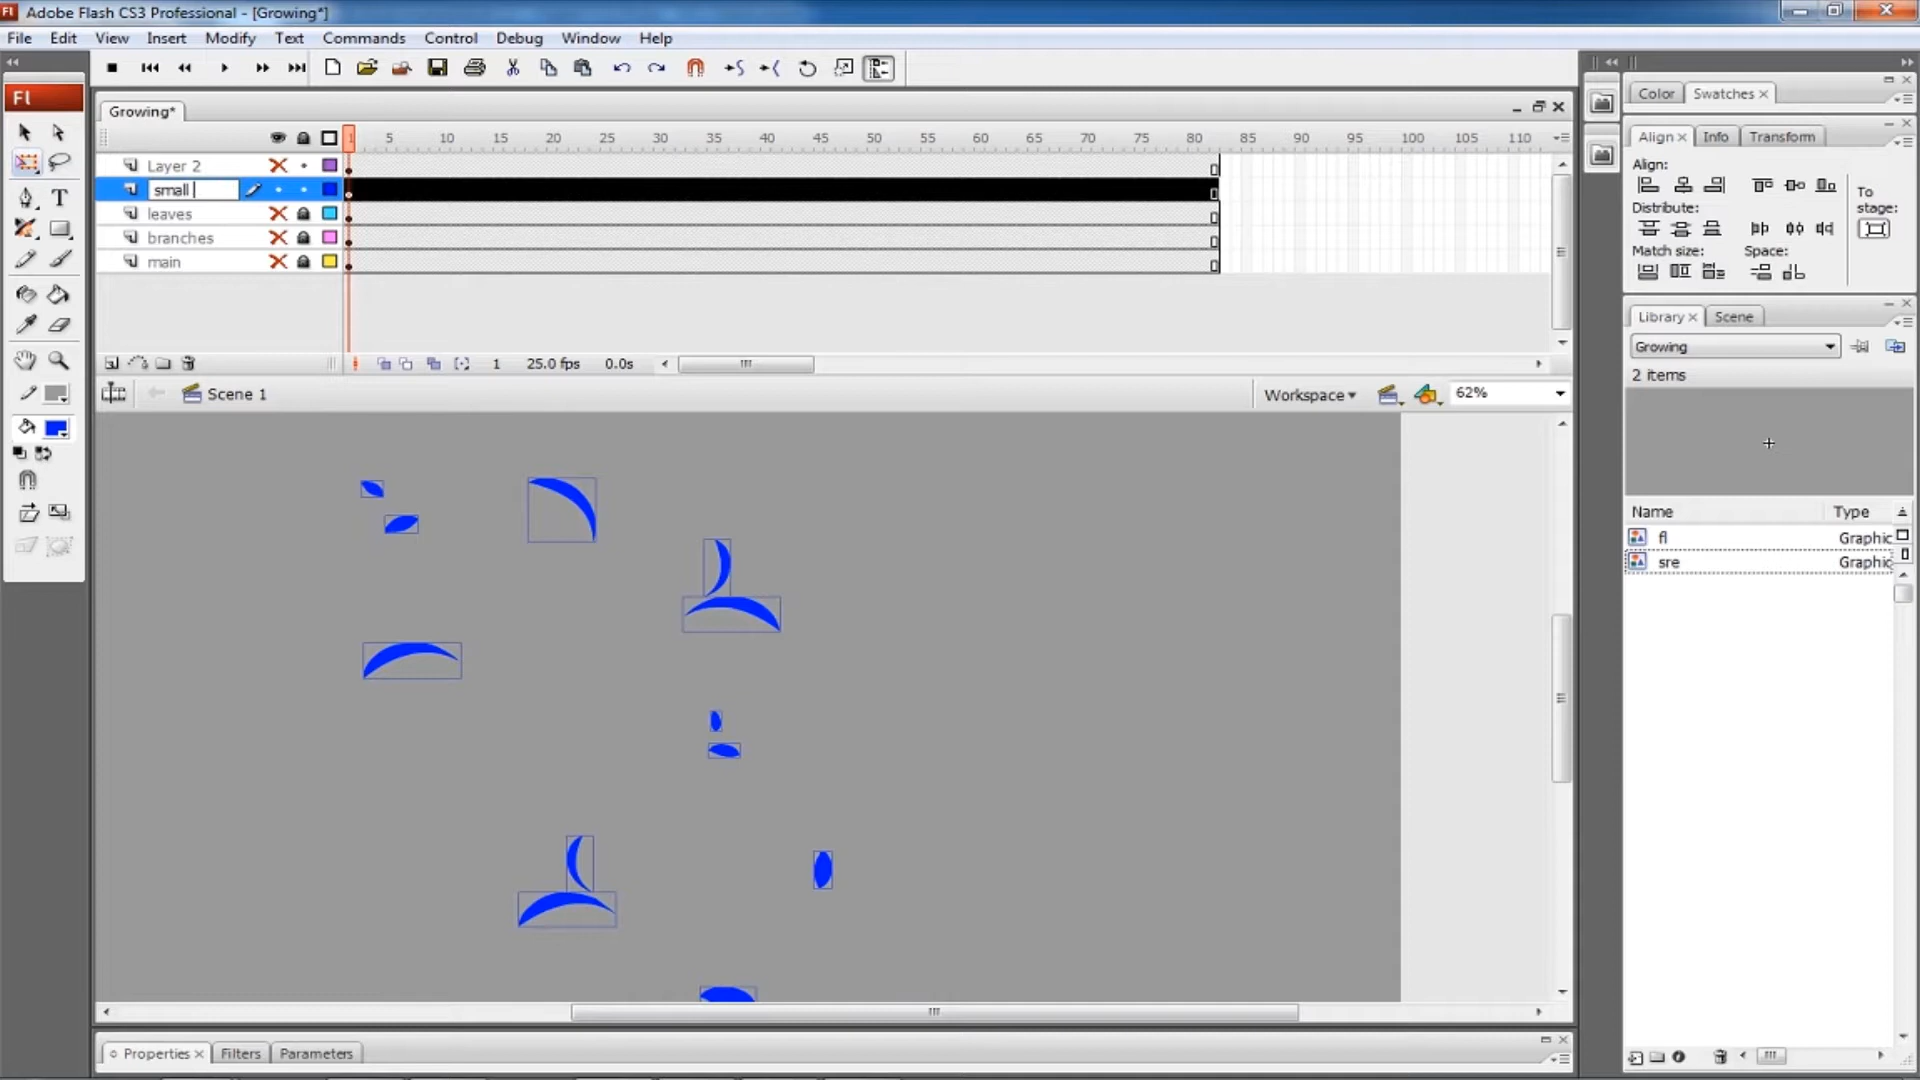 Fl Adobe Flash CS3 Professional - [Growing*]
File Edit View Insert Modify Text Commands Control Debug Window Help
Fl
Growing*
1 5 10 15 20 25 30 35 40 45 50 55 60 65 70 75 80 85 90 95 100 105 110
Layer 2
small
leaves
branches
main
1 25.0 fps 0.0s
Scene 1
Workspace
62%
Color Swatches
Align Info Transform
Align:
To
stage:
Distribute:
Match size:
Space:
Library Scene
Growing
2 items
Name Type
fl Graphic
sre Graphic
Properties Filters Parameters